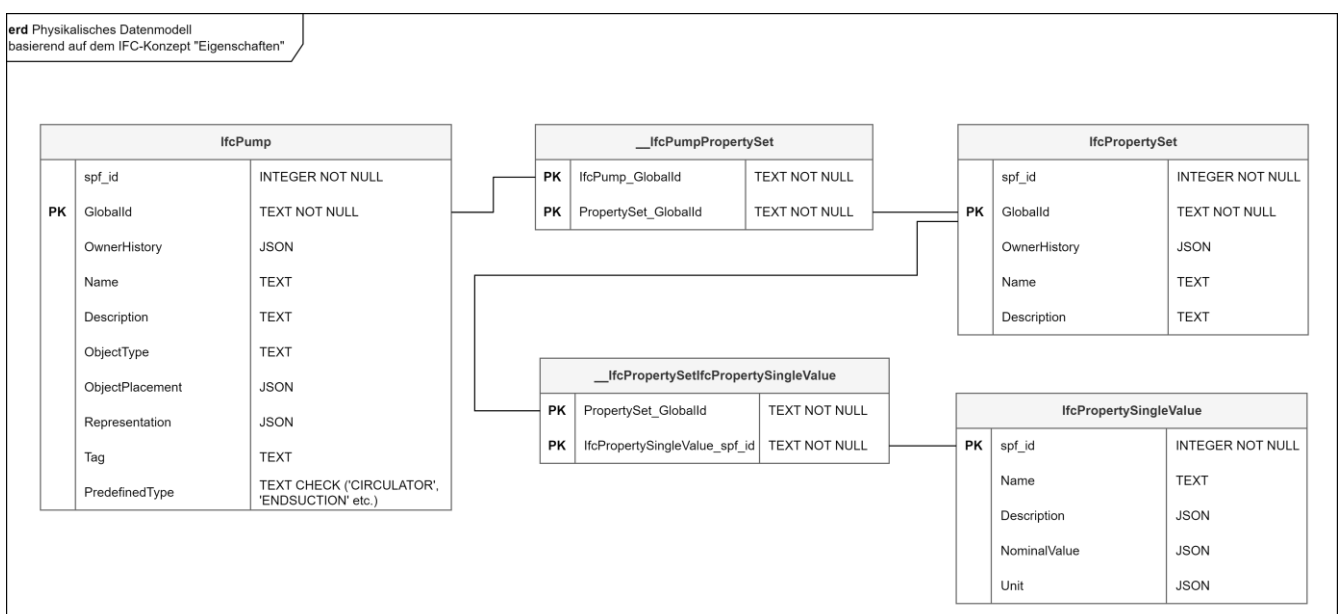 erd Physikalisches Datenmodell
basierend auf dem IFC-Konzept "Eigenschaften"
IfcPump
spf_id INTEGER NOT NULL
PK GlobalId TEXT NOT NULL
OwnerHistory JSON
Name TEXT
Description TEXT
ObjectType TEXT
ObjectPlacement JSON
Representation JSON
Tag TEXT
PredefinedType TEXT CHECK ('CIRCULATOR',
'ENDSUCTION' etc.)
__IfcPumpPropertySet
PK IfcPump_GlobalId TEXT NOT NULL
PK PropertySet_GlobalId TEXT NOT NULL
IfcPropertySet
spf_id INTEGER NOT NULL
PK GlobalId TEXT NOT NULL
OwnerHistory JSON
Name TEXT
Description TEXT
__IfcPropertySetIfcPropertySingleValue
PK PropertySet_GlobalId TEXT NOT NULL
PK IfcPropertySingleValue_spf_id TEXT NOT NULL
IfcPropertySingleValue
PK spf_id INTEGER NOT NULL
Name TEXT
Description JSON
NominalValue JSON
Unit JSON